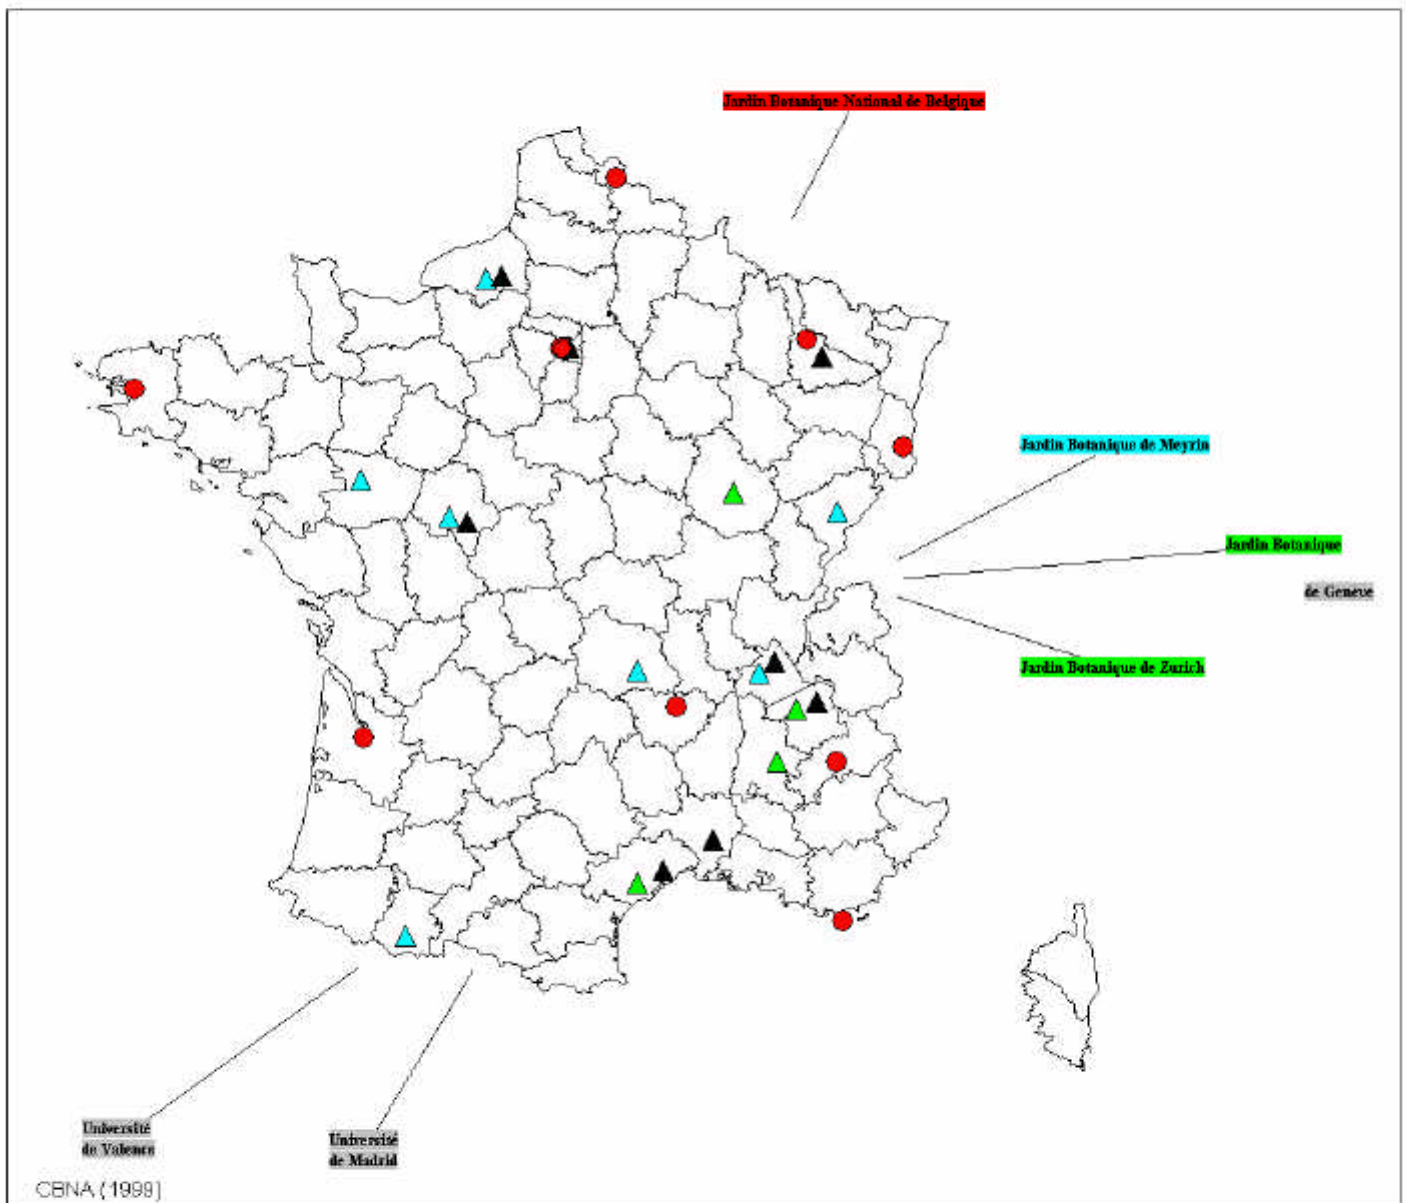 Jardin Botanique National de Belgique
Jardin Botanique de Meyrin
Jardin Botanique
de Geneve
Jardin Botanique de Zurich
Université
de Valence
Université
de Madrid
CBNA (1999)